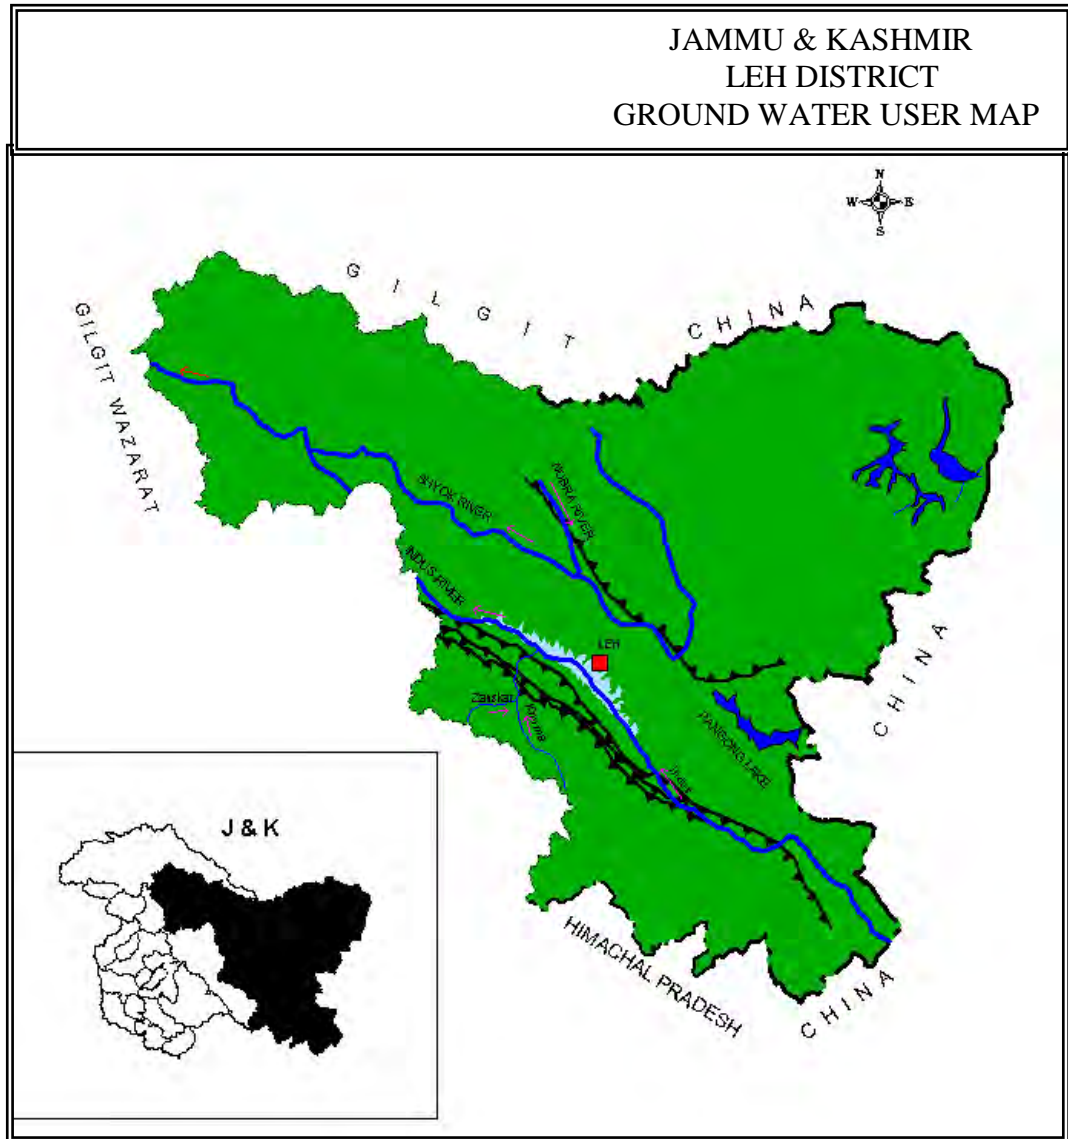 JAMMU & KASHMIR
LEH DISTRICT
GROUND WATER USER MAP
N
W E
S
GILGIT
CHINA
GILGIT WAZARAT
SHYOK RIVER
NUBRA RIVER
INDUS RIVER
LEH
CHINA
Zanskar
PANGONG LAKE
J & K
HIMACHAL PRADESH
CHINA